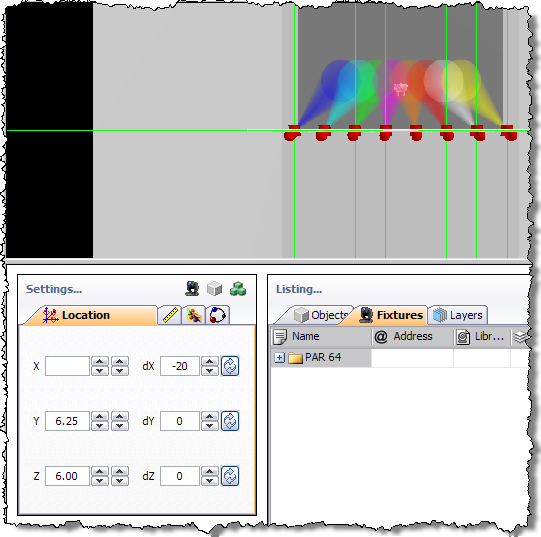 Settings...
Location
X
dX -20
Y 6.25 dY 0
Z 6.00 dZ 0
Listing...
Objects Fixtures Layers
Name @ Address Libr...
PAR 64